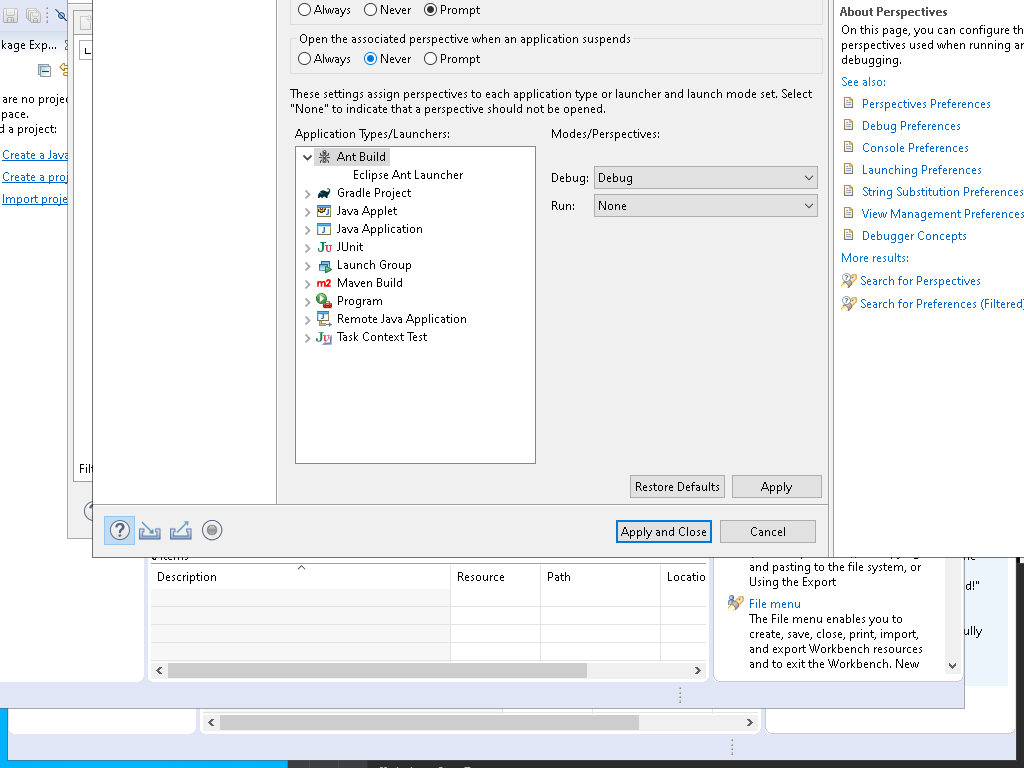 Always Never Prompt
Open the associated perspective when an application suspends
Always Never Prompt
These settings assign perspectives to each application type or launcher and launch mode set. Select
"None" to indicate that a perspective should not be opened.
Application Types/Launchers:
Modes/Perspectives:
Ant Build
Eclipse Ant Launcher
Gradle Project
Java Applet
Java Application
JUnit
Launch Group
Maven Build
Program
Remote Java Application
Task Context Test
Debug: Debug
Run: None
Restore Defaults Apply
Apply and Close Cancel
About Perspectives
On this page, you can configure th
perspectives used when running ar
debugging.
See also:
Perspectives Preferences
Debug Preferences
Console Preferences
Launching Preferences
String Substitution Preferences
View Management Preferences
Debugger Concepts
More results:
Search for Perspectives
Search for Preferences (Filtered)
kage Exp...
are no projec
pace.
d a project:
Create a Java
Create a proj
Import proje
Filt
Description Resource Path Locatio
and pasting to the file system, or
Using the Export
File menu
The File menu enables you to
create, save, close, print, import,
and export Workbench resources
and to exit the Workbench. New
d!"
ully